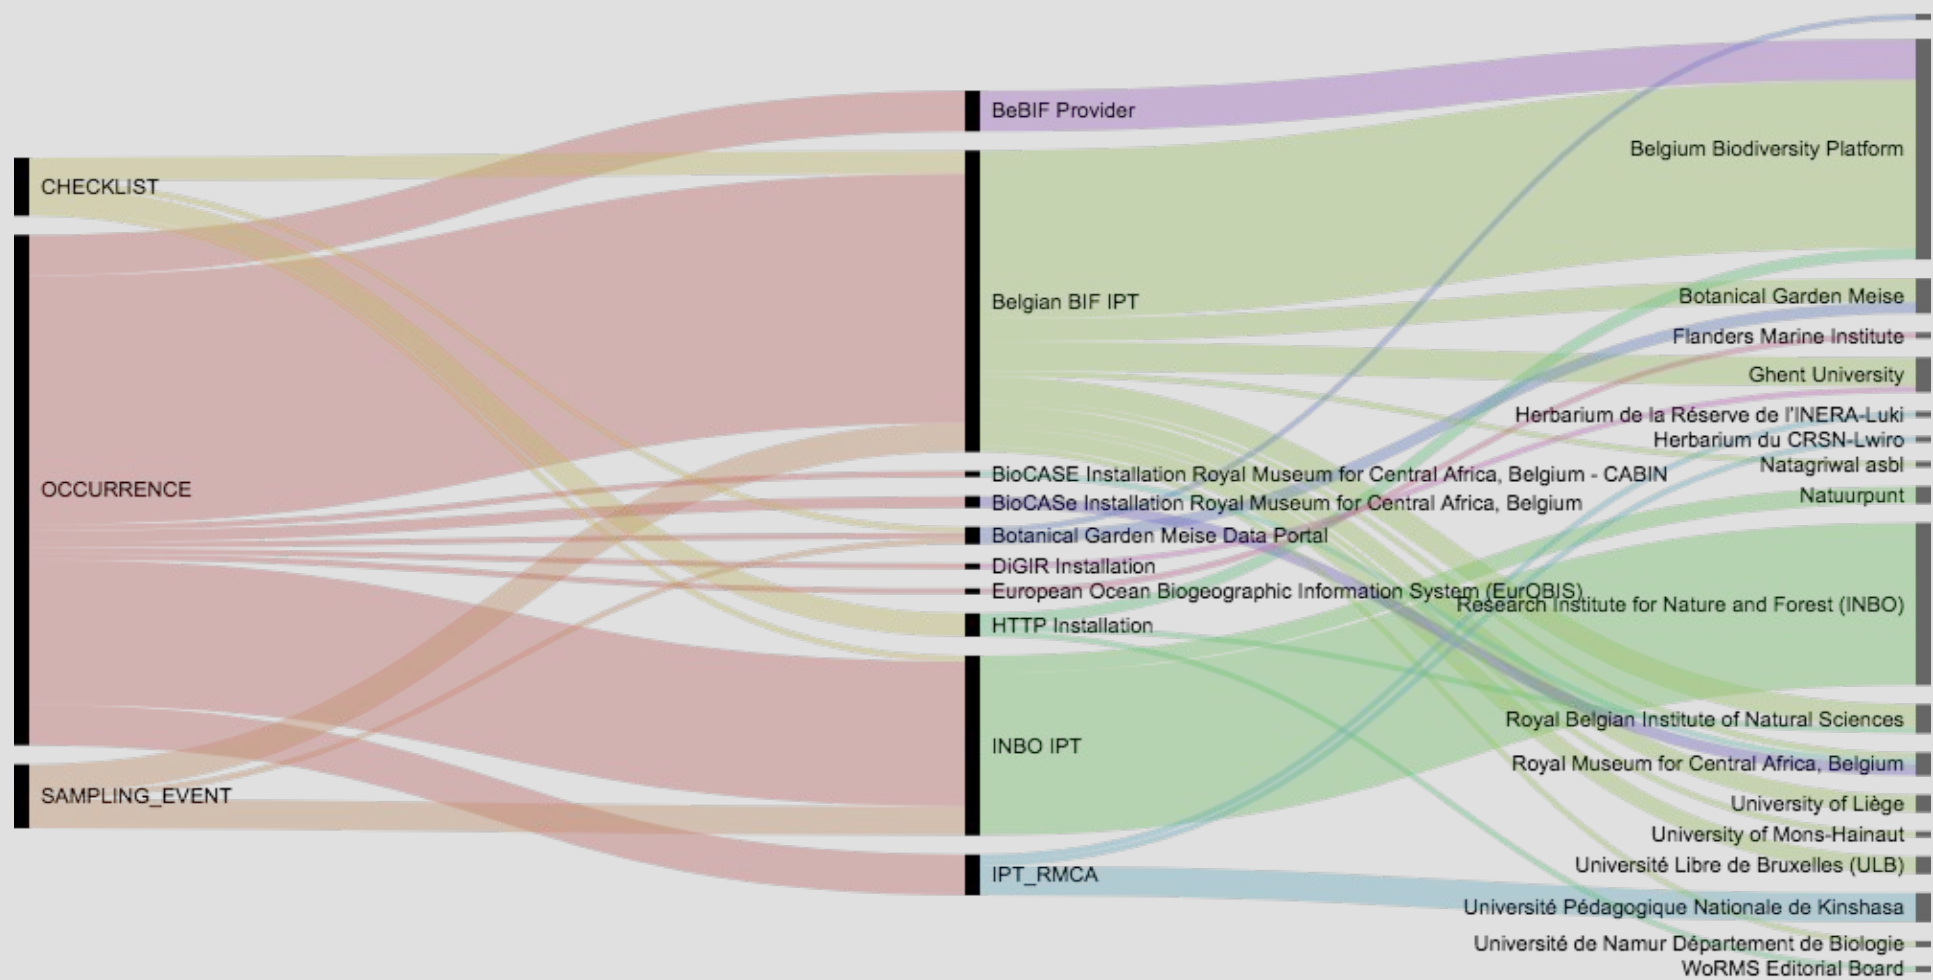 CHECKLIST
OCCURRENCE
SAMPLING_EVENT
BeBIF Provider
Belgian BIF IPT
BioCASE Installation Royal Museum for Central Africa, Belgium - CABIN
BioCASe Installation Royal Museum for Central Africa, Belgium
Botanical Garden Meise Data Portal
DiGIR Installation
European Ocean Biogeographic Information System (EurOBIS)
HTTP Installation
INBO IPT
IPT_RMCA
Belgium Biodiversity Platform
Botanical Garden Meise
Flanders Marine Institute
Ghent University
Herbarium de la Réserve de l'INERA-Luki
Herbarium du CRSN-Lwiro
Natagriwal asbl
Natuurpunt
Research Institute for Nature and Forest (INBO)
Royal Belgian Institute of Natural Sciences
Royal Museum for Central Africa, Belgium
University of Liège
University of Mons-Hainaut
Université Libre de Bruxelles (ULB)
Université Pédagogique Nationale de Kinshasa
Université de Namur Département de Biologie
WoRMS Editorial Board